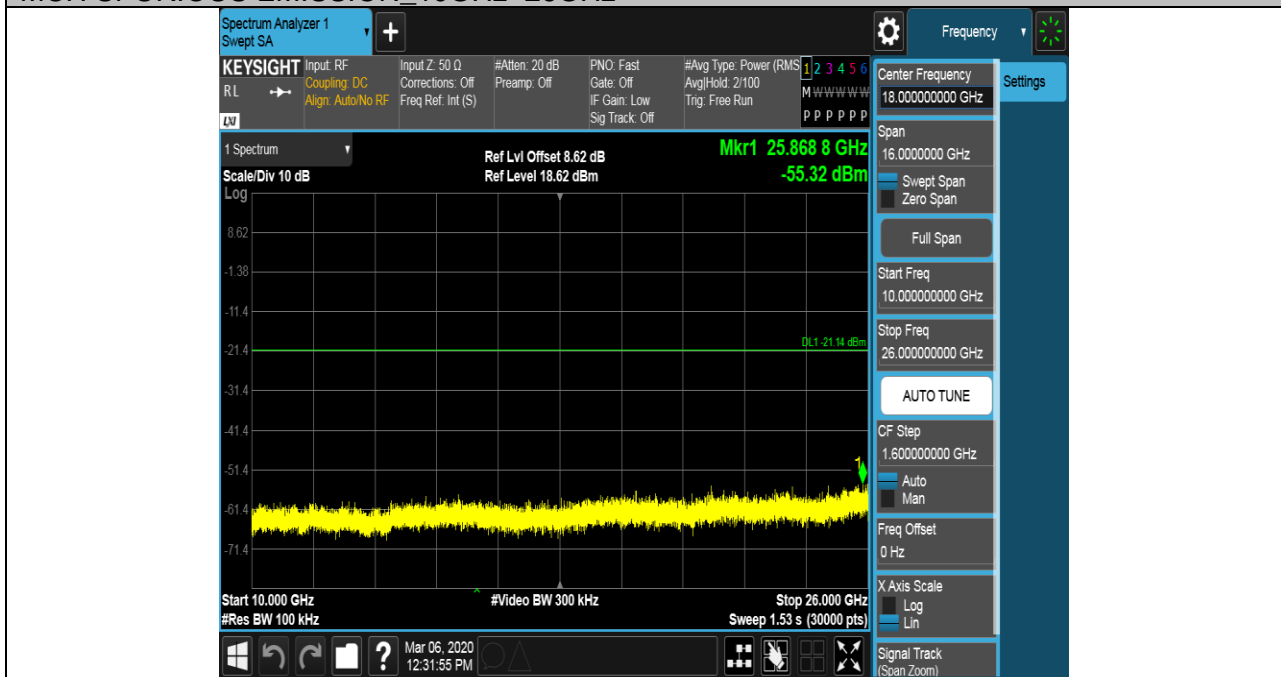 Spectrum Analyzer 1
Swept SA
+
Frequency
KEYSIGHT
RL
LXI
Input: RF
Coupling: DC
Align: Auto/No RF
Input Z: 50 Ω
Corrections: Off
Freq Ref: Int (S)
#Atten: 20 dB
Preamp: Off
PNO: Fast
Gate: Off
IF Gain: Low
Sig Track: Off
#Avg Type: Power (RMS
Avg|Hold: 2/100
Trig: Free Run
1 2 3 4 5 6
M W W W W W
P P P P P P
1 Spectrum
Scale/Div 10 dB
Log
Ref Lvl Offset 8.62 dB
Ref Level 18.62 dBm
Mkr1 25.868 8 GHz
-55.32 dBm
8.62
-1.38
-11.4
-21.4
DL1 -21.14 dBm
-31.4
-41.4
-51.4
1
-61.4
-71.4
Start 10.000 GHz
#Res BW 100 kHz
#Video BW 300 kHz
Stop 26.000 GHz
Sweep 1.53 s (30000 pts)
?
Mar 06, 2020
12:31:55 PM
Center Frequency
18.000000000 GHz
Settings
Span
16.0000000 GHz
Swept Span
Zero Span
Full Span
Start Freq
10.000000000 GHz
Stop Freq
26.000000000 GHz
AUTO TUNE
CF Step
1.600000000 GHz
Auto
Man
Freq Offset
0 Hz
X Axis Scale
Log
Lin
Signal Track
(Span Zoom)